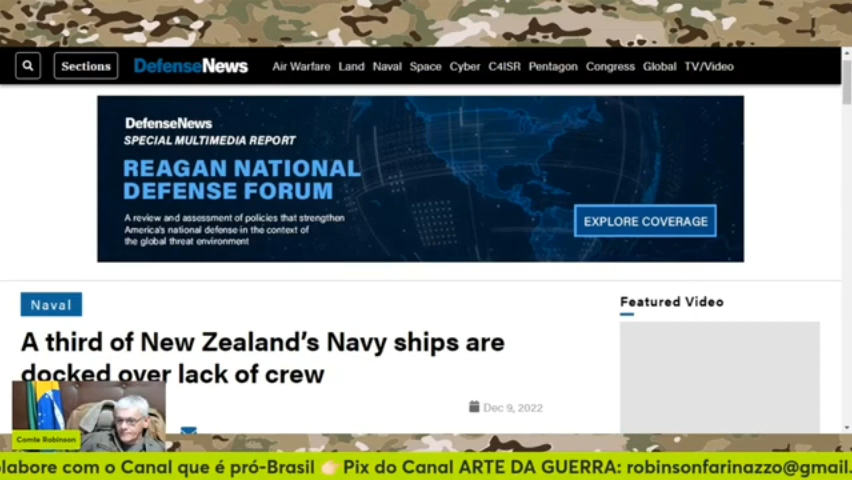 Sections
DefenseNews
Air Warfare Land Naval Space Cyber C4ISR Pentagon Congress Global TV/Video
DefenseNews
SPECIAL MULTIMEDIA REPORT
REAGAN NATIONAL
DEFENSE FORUM
A review and assessment of policies that strengthen
America's national defense in the context of
the global threat environment
EXPLORE COVERAGE
Naval
A third of New Zealand's Navy ships are
docked over lack of crew
Dec 9, 2022
Featured Video
Comte Robinson
olabore com o Canal que é pró-Brasil 👉🏻Pix do Canal ARTE DA GUERRA: robinsonfarinazzo@gmail.